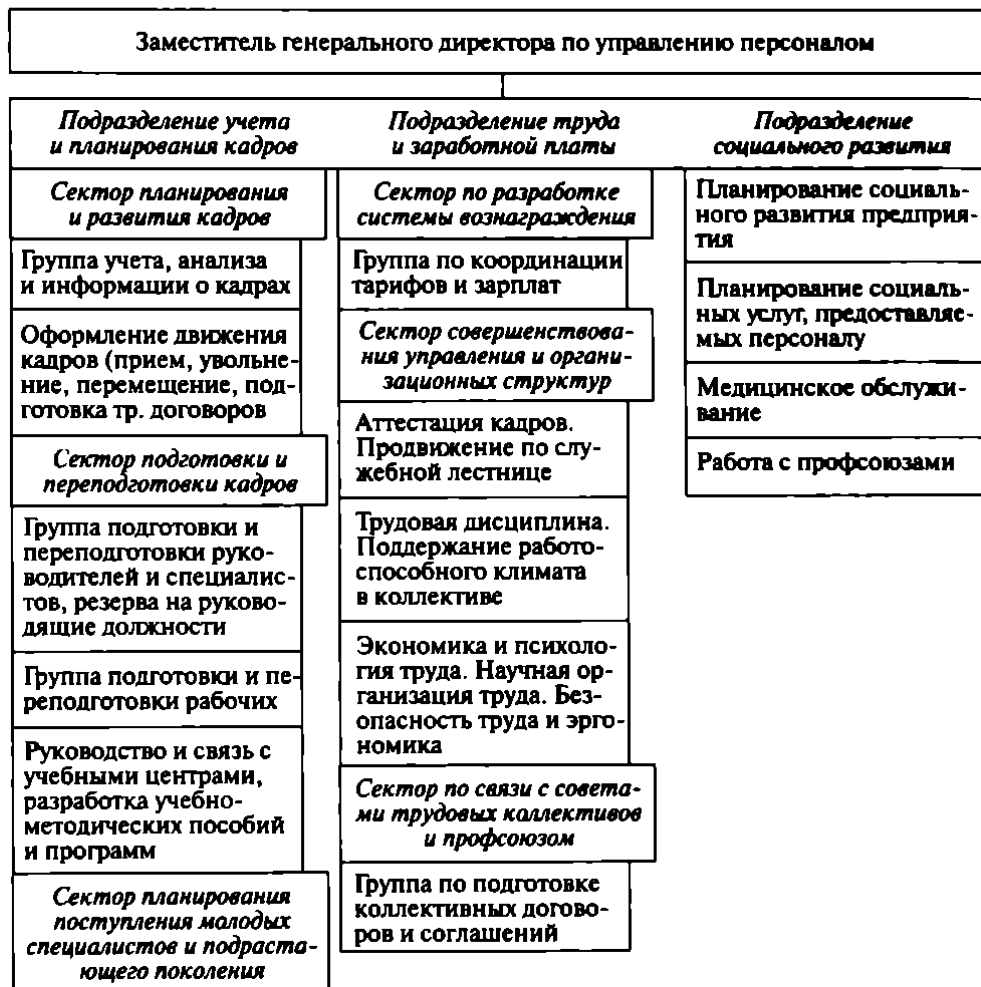 Заместитель генерального директора по управлению персоналом
Подразделение учета
и планирования кадров
Сектор планирования
и развития кадров
Группа учета, анализа
и информации о кадрах
Оформление движения
кадров (прием, увольне-
ние, перемещение, под-
готовка тр. договоров
Сектор подготовки и
переподготовки кадров
Группа подготовки и
переподготовки руко-
водителей и специалис-
тов, резерва на руково-
дящие должности
Группа подготовки и пе-
реподготовки рабочих
Руководство и связь с
учебными центрами,
разработка учебно-
методических пособий
и программ
Сектор планирования
поступления молодых
специалистов и подраста-
ющего поколения
Подразделение труда
и заработной платы
Сектор по разработке
системы вознаграждения
Группа по координации
тарифов и зарплат
Сектор совершенствова-
ния управления и органи-
зационных структур
Аттестация кадров.
Продвижение по слу-
жебной лестнице
Трудовая дисциплина.
Поддержание работо-
способного климата
в коллективе
Экономика и психоло-
гия труда. Научная ор-
ганизация труда. Без-
опасность труда и эрго-
номика
Сектор по связи с совета-
ми трудовых коллективов
и профсоюзом
Группа по подготовке
коллективных догово-
ров и соглашений
Подразделение
социального развития
Планирование социаль-
ного развития предприя-
тия
Планирование социаль-
ных услуг, предоставляе-
мых персоналу
Медицинское обслужи-
вание
Работа с профсоюзами